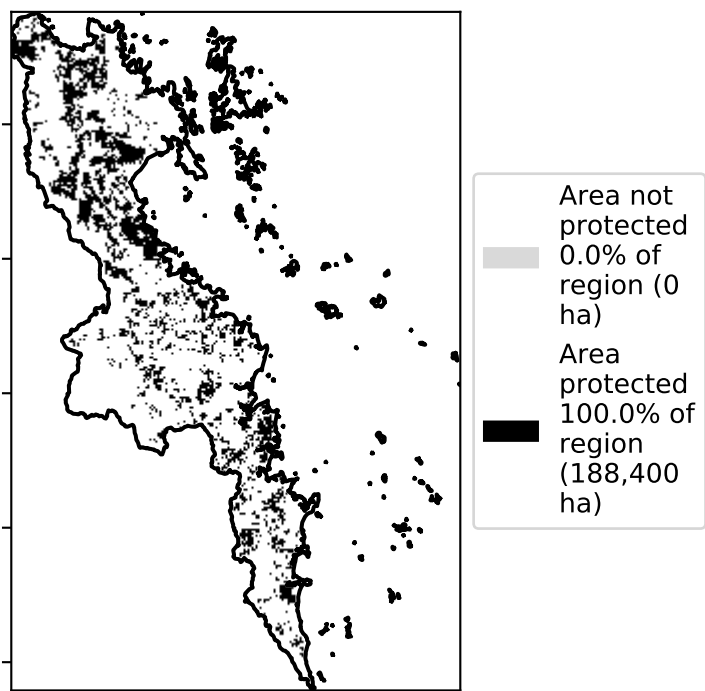 Area not
protected
0.0% of
region (0
ha)
Area
protected
100.0% of
region
(188,400
ha)